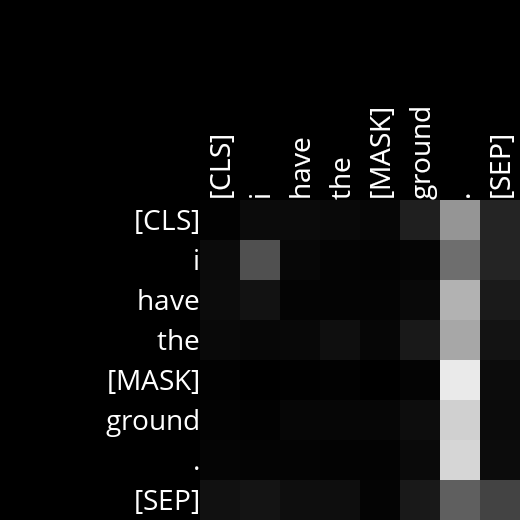 [CLS] i have the [MASK] ground . [SEP]
[CLS]
i
have
the
[MASK]
ground
.
[SEP]